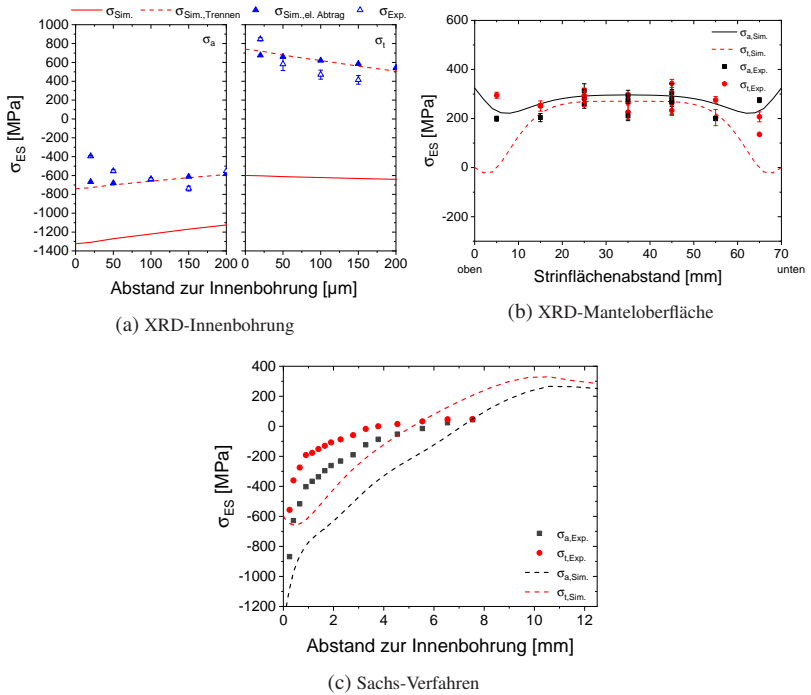 σSim. σSim.,Trennen σSim.,el. Abtrag σExp.
σa σt
1000
800
600
400
200
0
-200
-400
-600
-800
-1000
-1200
-1400
σES [MPa]
0 50 100 150 200 0 50 100 150 200
Abstand zur Innenbohrung [µm]
(a) XRD-Innenbohrung
600
400
200
0
-200
σES [MPa]
σa,Sim.
σt,Sim.
σa,Exp.
σt,Exp.
0 10 20 30 40 50 60 70
oben Strinflächenabstand [mm] unten
(b) XRD-Manteloberfläche
400
200
0
-200
-400
-600
-800
-1000
-1200
σES [MPa]
σa,Exp.
σt,Exp.
σa,Sim.
σt,Sim.
0 2 4 6 8 10 12
Abstand zur Innenbohrung [mm]
(c) Sachs-Verfahren